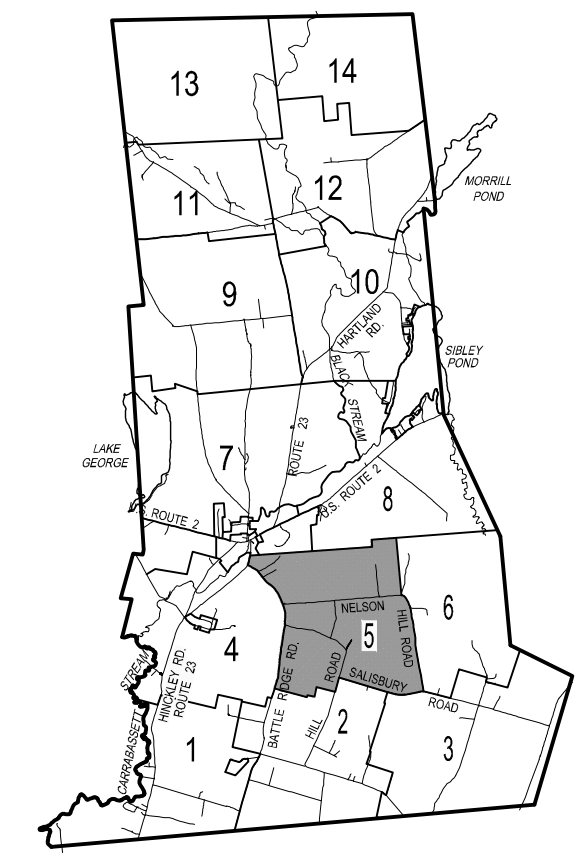 13
14
MORRILL
POND
12
11
10
9
HARTLAND
RD.
SIBLEY
POND
BLACK
STREAM
ROUTE 23
LAKE
GEORGE
7
U.S. ROUTE 2
8
U.S. ROUTE 2
NELSON
HILL ROAD
6
5
4
BATTLE RIDGE RD.
ROAD
SALISBURY
ROAD
HINCKLEY RD.
ROUTE 23
STREAM
CARRABASSETT
HILL
2
1
3